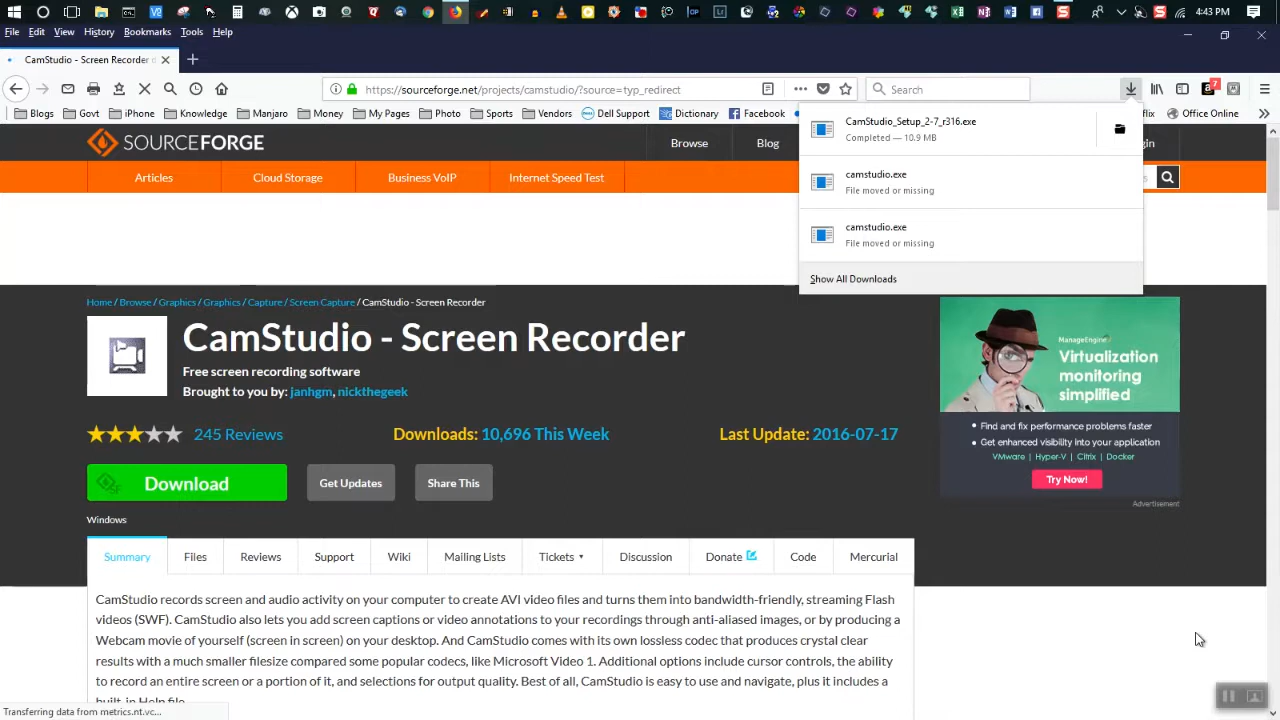 4:43 PM
File Edit View History Bookmarks Tools Help
CamStudio - Screen Recorder
https://sourceforge.net/projects/camstudio/?source=typ_redirect
Search
7
Blogs Govt iPhone Knowledge Manjaro Money Photo Sports Vendors Dell Support Dictionary Facebook
Office Online
CamStudio_Setup_2-7_r316.exe
Completed — 10.9 MB
camstudio.exe
File moved or missing
camstudio.exe
File moved or missing
Show All Downloads
SOURCEFORGE
Browse Blog
Articles Cloud Storage Business VoIP Internet Speed Test
Home / Browse / Graphics / Graphics / Capture / Screen Capture / CamStudio - Screen Recorder
CamStudio - Screen Recorder
Free screen recording software
Brought to you by: janhgm, nickthegeek
245 Reviews
Downloads: 10,696 This Week
Last Update: 2016-07-17
Download
Get Updates
Share This
Windows
ManageEngine
Virtualization
monitoring
simplified
Find and fix performance problems faster
Get enhanced visibility into your application
VMware | Hyper-V | Citrix | Docker
Try Now!
Advertisement
Summary Files Reviews Support Wiki Mailing Lists Tickets Discussion Donate Code Mercurial
CamStudio records screen and audio activity on your computer to create AVI video files and turns them into bandwidth-friendly, streaming Flash
videos (SWF). CamStudio also lets you add screen captions or video annotations to your recordings through anti-aliased images, or by producing a
Webcam movie of yourself (screen in screen) on your desktop. And CamStudio comes with its own lossless codec that produces crystal clear
results with a much smaller filesize compared some popular codecs, like Microsoft Video 1. Additional options include cursor controls, the ability
to record an entire screen or a portion of it, and selections for output quality. Best of all, CamStudio is easy to use and navigate, plus it includes a
built-in Help file
Transferring data from metrics.nt.vc...